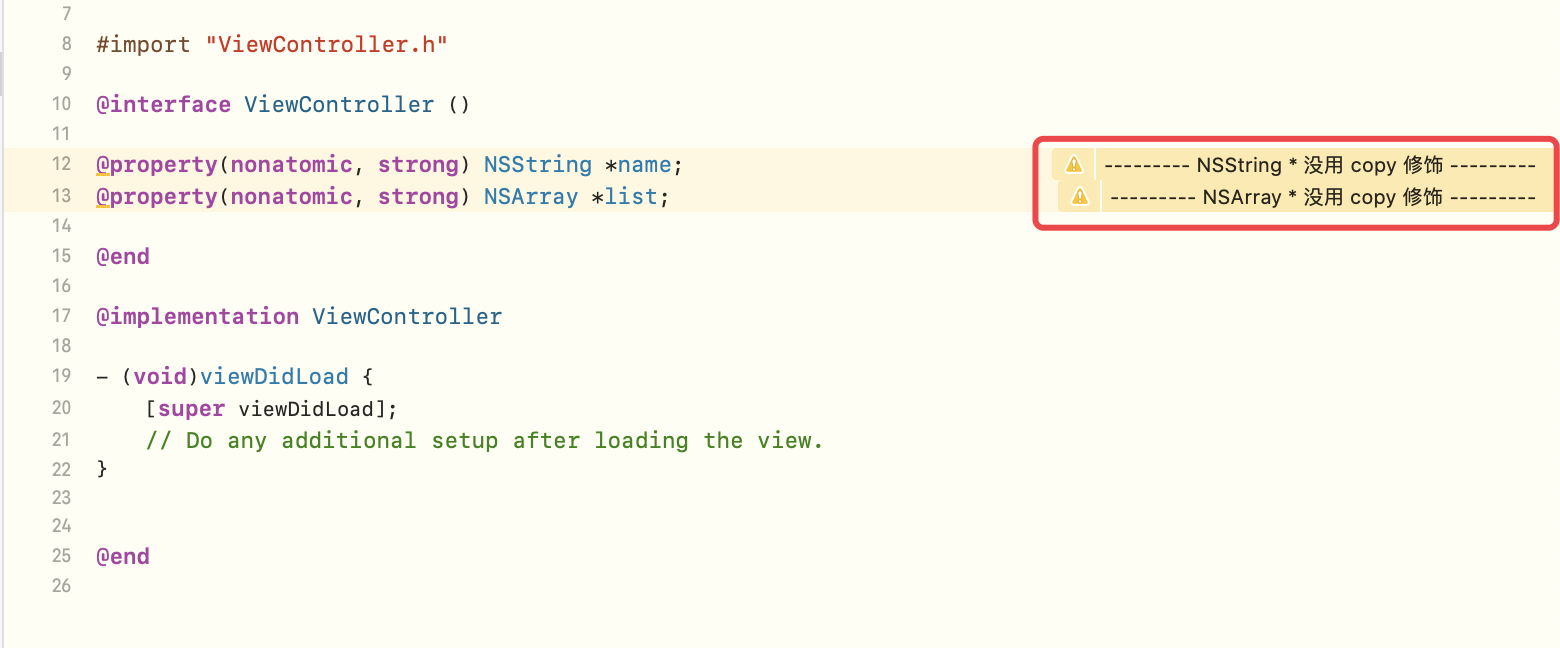 7
8 #import "ViewController.h"
9
10 @interface ViewController ()
11
12 @property(nonatomic, strong) NSString *name; --------- NSString * 没用 copy 修饰 ---------
13 @property(nonatomic, strong) NSArray *list; --------- NSArray * 没用 copy 修饰 ---------
14
15 @end
16
17 @implementation ViewController
18
19 - (void)viewDidLoad {
20     [super viewDidLoad];
21     // Do any additional setup after loading the view.
22 }
23
24
25 @end
26